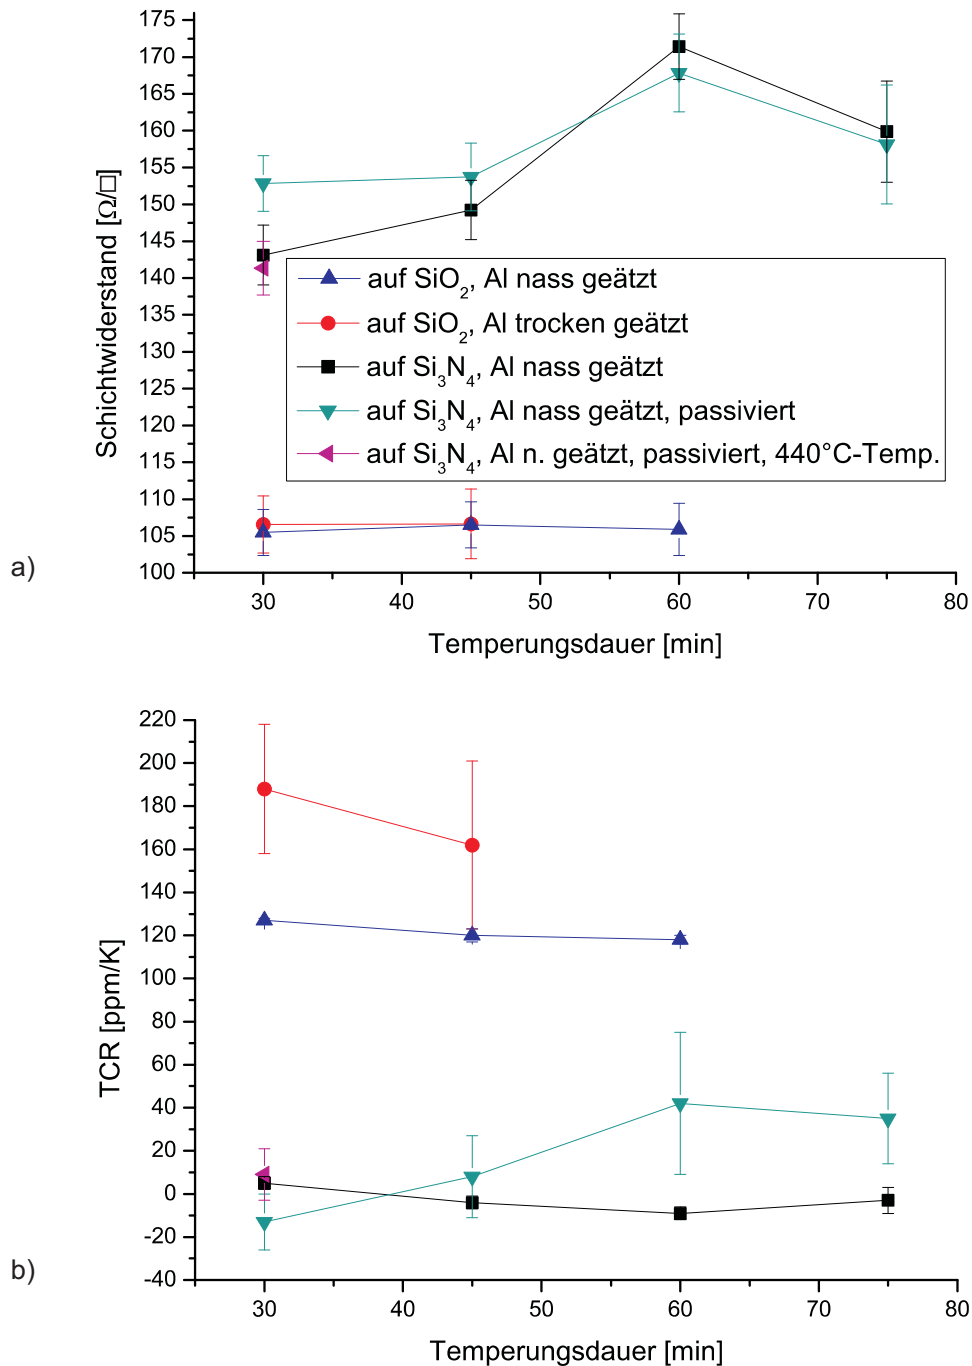 175
170
165
160
155
150
145
140
135
130
125
120
115
110
105
100
Schichtwiderstand [Ω/□]
auf SiO₂, Al nass geätzt
auf SiO₂, Al trocken geätzt
auf Si₃N₄, Al nass geätzt
auf Si₃N₄, Al nass geätzt, passiviert
auf Si₃N₄, Al n. geätzt, passiviert, 440°C-Temp.
a)
30 40 50 60 70 80
Temperungsdauer [min]
220
200
180
160
140
120
100
80
60
40
20
0
-20
-40
TCR [ppm/K]
b)
30 40 50 60 70 80
Temperungsdauer [min]